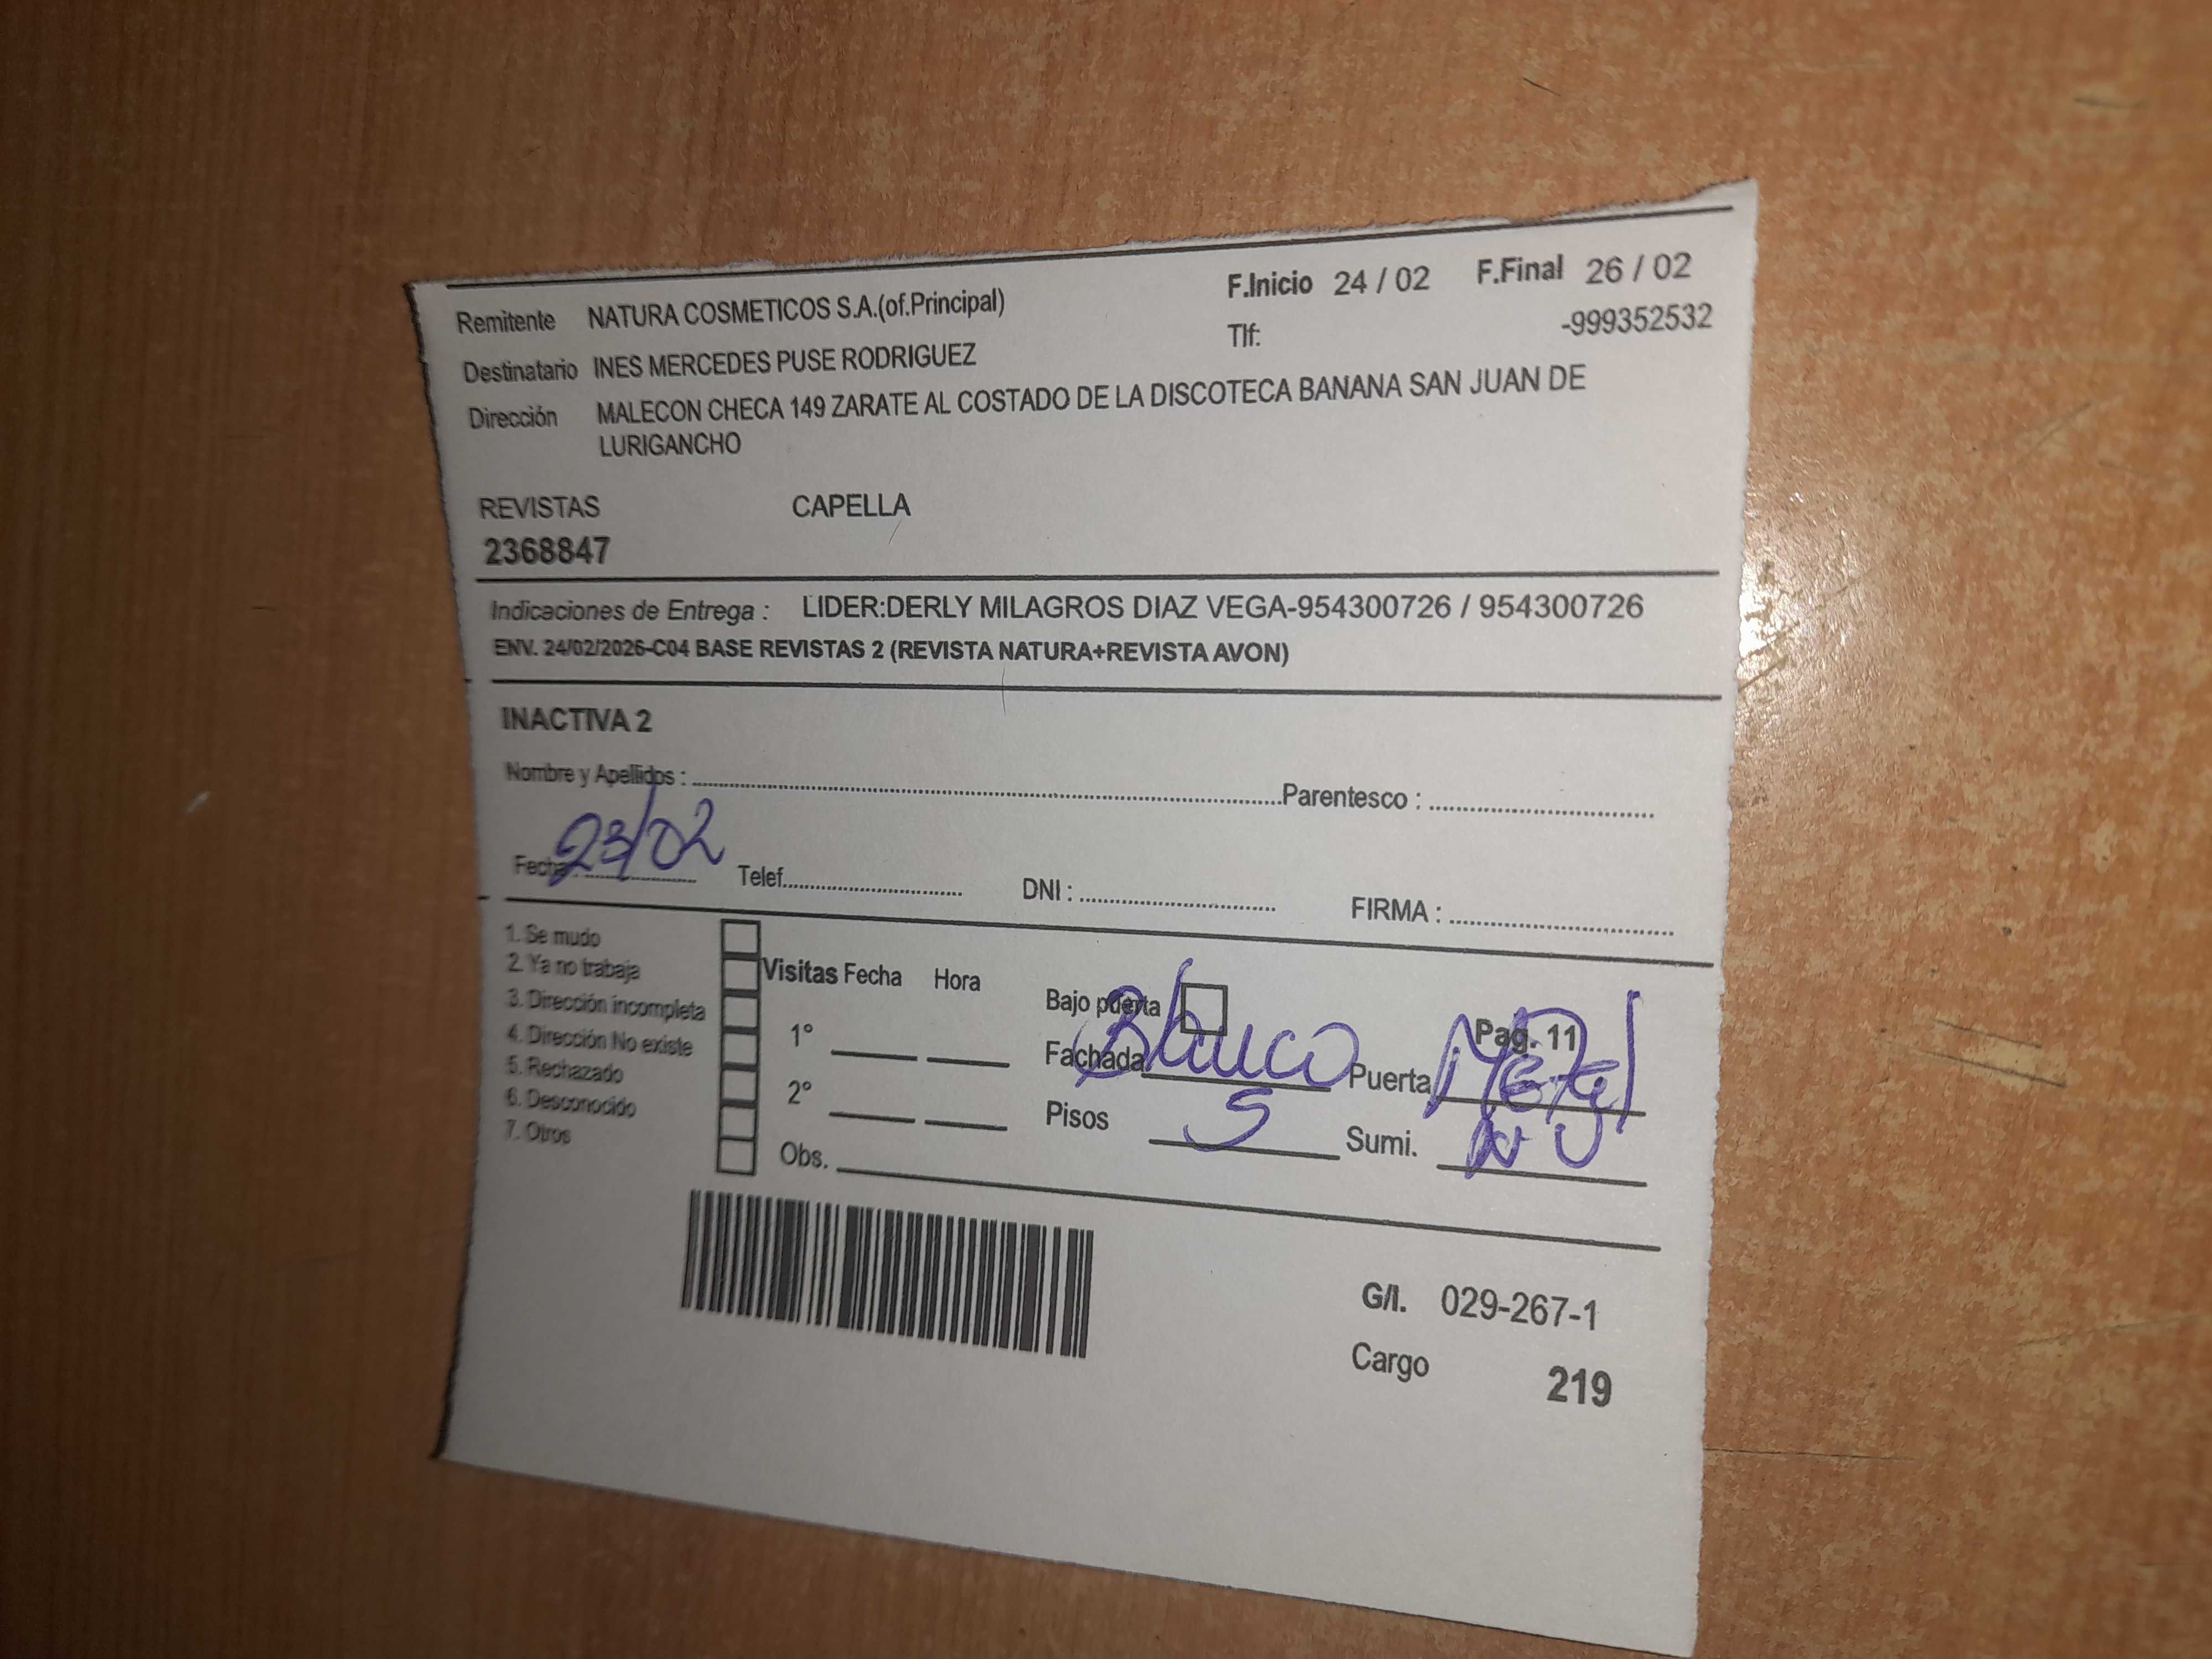 F.Inicio 24 / 02 F.Final 26 / 02
Remitente NATURA COSMETICOS S.A.(of.Principal)
Tlf: -999352532
Destinatario INES MERCEDES PUSE RODRIGUEZ
Dirección MALECON CHECA 149 ZARATE AL COSTADO DE LA DISCOTECA BANANA SAN JUAN DE
LURIGANCHO
REVISTAS CAPELLA
2368847
Indicaciones de Entrega : LIDER:DERLY MILAGROS DIAZ VEGA-954300726 / 954300726
ENV. 24/02/2026-C04 BASE REVISTAS 2 (REVISTA NATURA+REVISTA AVON)
INACTIVA 2
Nombre y Apellidos : Parentesco :
Fecha : 23/02 Telef. DNI : FIRMA :
1. Se mudo
2. Ya no trabaja
3. Dirección incompleta
4. Dirección No existe
5. Rechazado
6. Desconocido
7. Otros
Visitas Fecha Hora
1°
2°
Obs.
Bajo puerta Pag. 11
Fachada Blanco Puerta Metal
Pisos 5 Sumi.
G/I. 029-267-1
Cargo 219